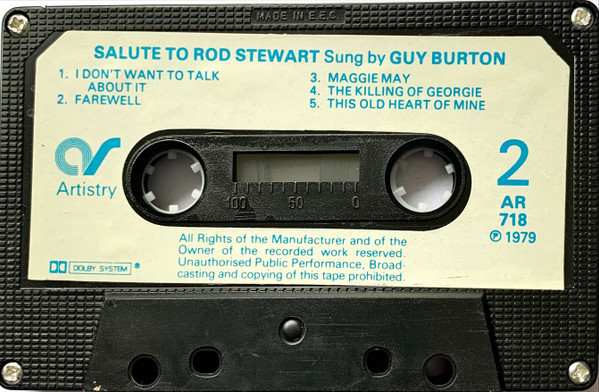 MADE IN E.E.C.
SALUTE TO ROD STEWART Sung by GUY BURTON
1. I DON'T WANT TO TALK
ABOUT IT
2. FAREWELL
3. MAGGIE MAY
4. THE KILLING OF GEORGIE
5. THIS OLD HEART OF MINE
Artistry
2
AR
718
℗ 1979
100 50 0
All Rights of the Manufacturer and of the
Owner of the recorded work reserved.
Unauthorised Public Performance, Broad-
casting and copying of this tape prohibited.
DOLBY SYSTEM ®